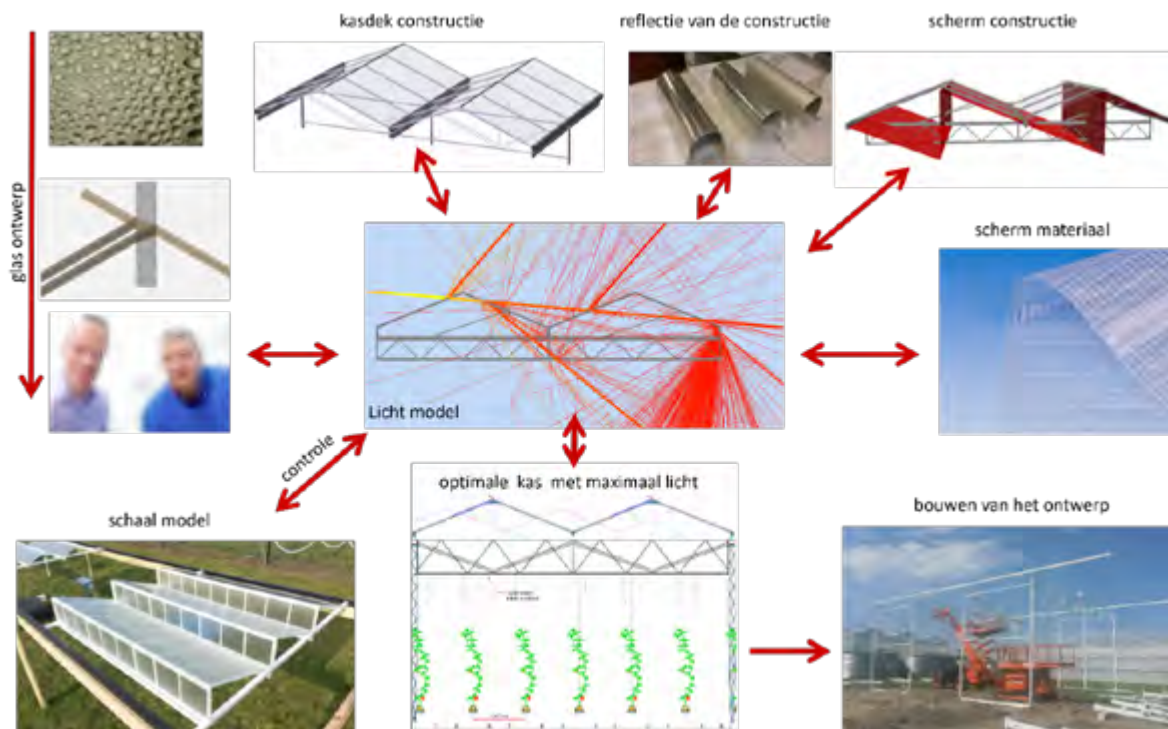 kasdek constructie
reflectie van de constructie
scherm constructie
glas ontwerp
scherm materiaal
Licht model
controle
optimale kas met maximaal licht
schaal model
bouwen van het ontwerp